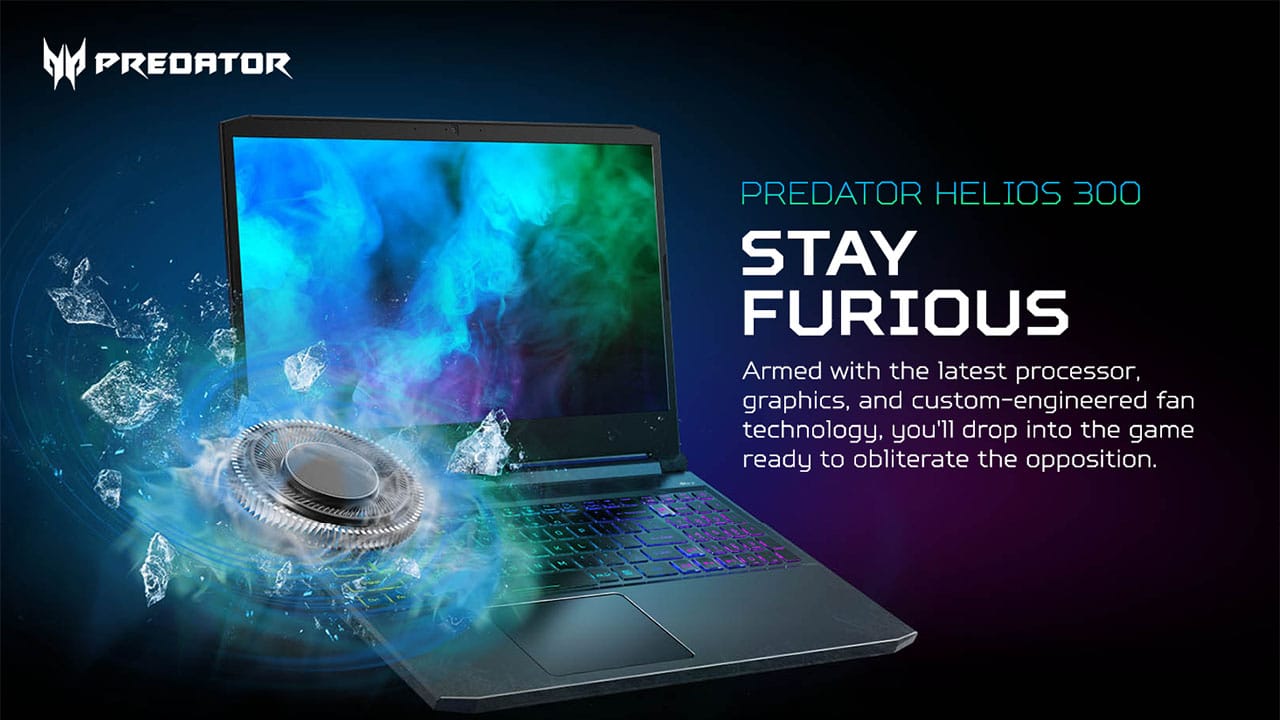 PREDATOR
PREDATOR HELIOS 300
STAY
FURIOUS
Armed with the latest processor,
graphics, and custom-engineered fan
technology, you'll drop into the game
ready to obliterate the opposition.